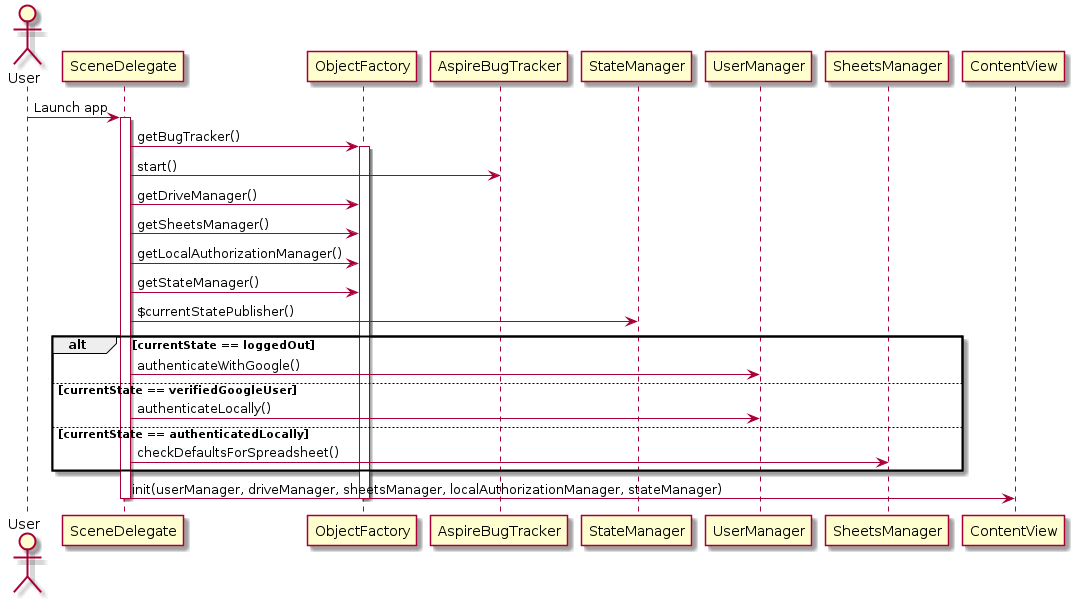 User
SceneDelegate ObjectFactory AspireBugTracker StateManager UserManager SheetsManager ContentView
Launch app
getBugTracker()
start()
getDriveManager()
getSheetsManager()
getLocalAuthorizationManager()
getStateManager()
$currentStatePublisher()
alt [currentState == loggedOut]
authenticateWithGoogle()
[currentState == verifiedGoogleUser]
authenticateLocally()
[currentState == authenticatedLocally]
checkDefaultsForSpreadsheet()
init(userManager, driveManager, sheetsManager, localAuthorizationManager, stateManager)
User
SceneDelegate ObjectFactory AspireBugTracker StateManager UserManager SheetsManager ContentView